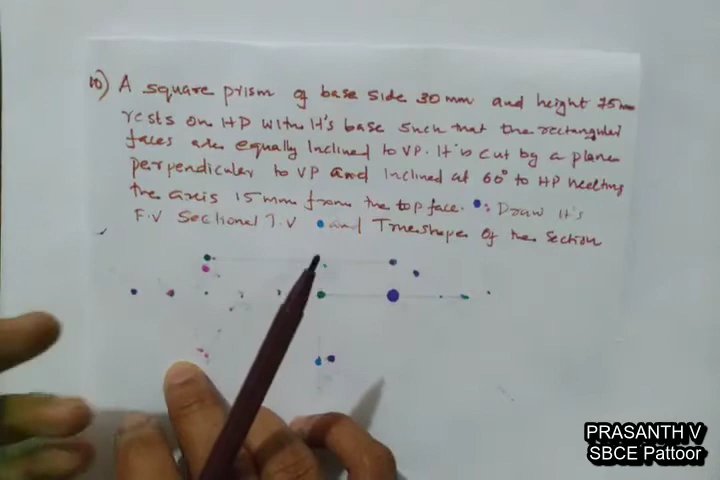 10) A square prism of base side 30mm and height 75mm
rests on HP with it's base such that the rectangular
faces are equally inclined to VP. It is cut by a plane
perpendicular to VP and inclined at 60° to HP meeting
the axis 15mm from the top face. : Draw it's
F.V Sectional T.V and True shape of the section
PRASANTH V
SBCE Pattoor